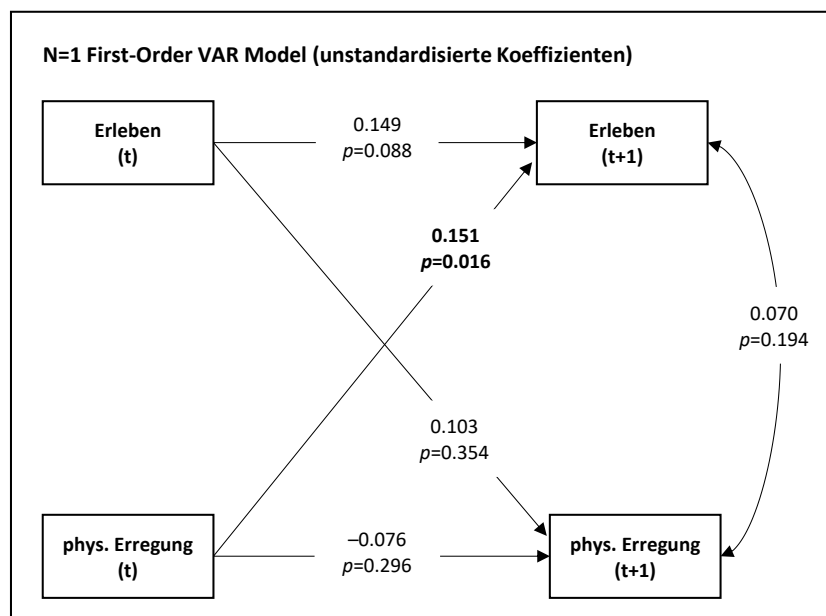 N=1 First-Order VAR Model (unstandardisierte Koeffizienten)
Erleben
(t)
0.149
p=0.088
Erleben
(t+1)
0.151
p=0.016
0.070
p=0.194
0.103
p=0.354
phys. Erregung
(t)
–0.076
p=0.296
phys. Erregung
(t+1)